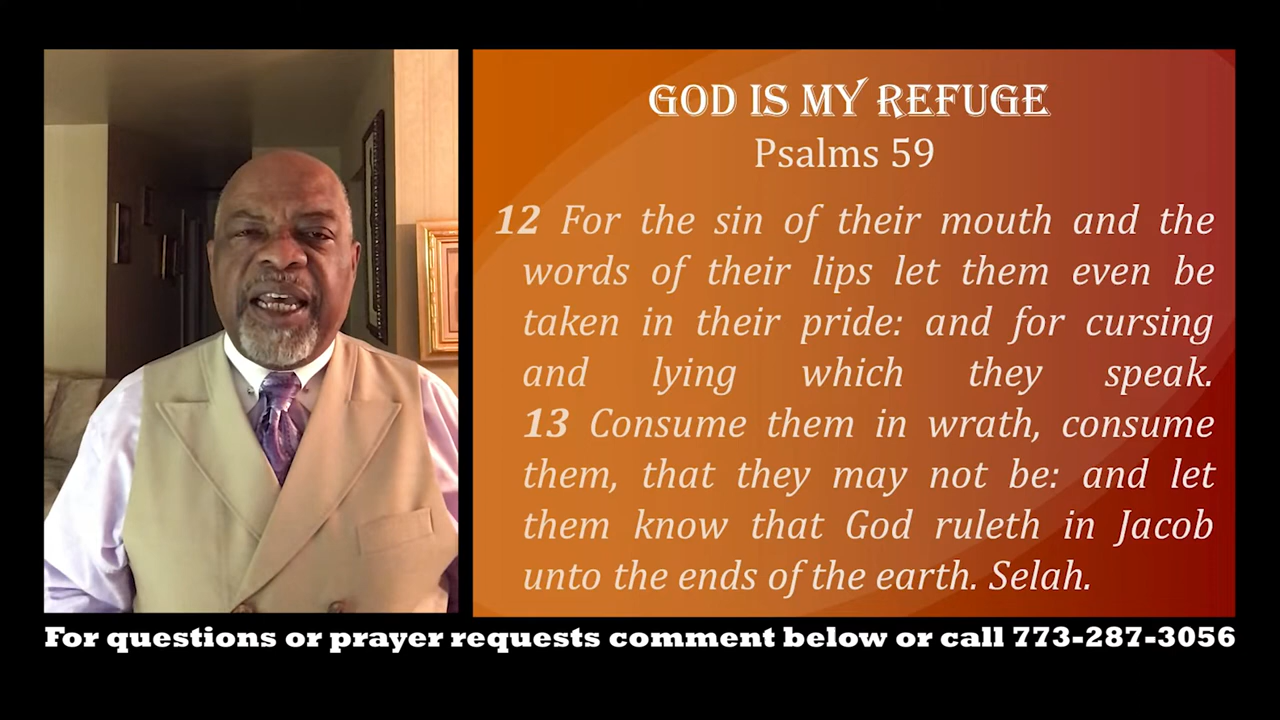 GOD IS MY REFUGE
Psalms 59
12 For the sin of their mouth and the
words of their lips let them even be
taken in their pride: and for cursing
and lying which they speak.
13 Consume them in wrath, consume
them, that they may not be: and let
them know that God ruleth in Jacob
unto the ends of the earth. Selah.
For questions or prayer requests comment below or call 773-287-3056